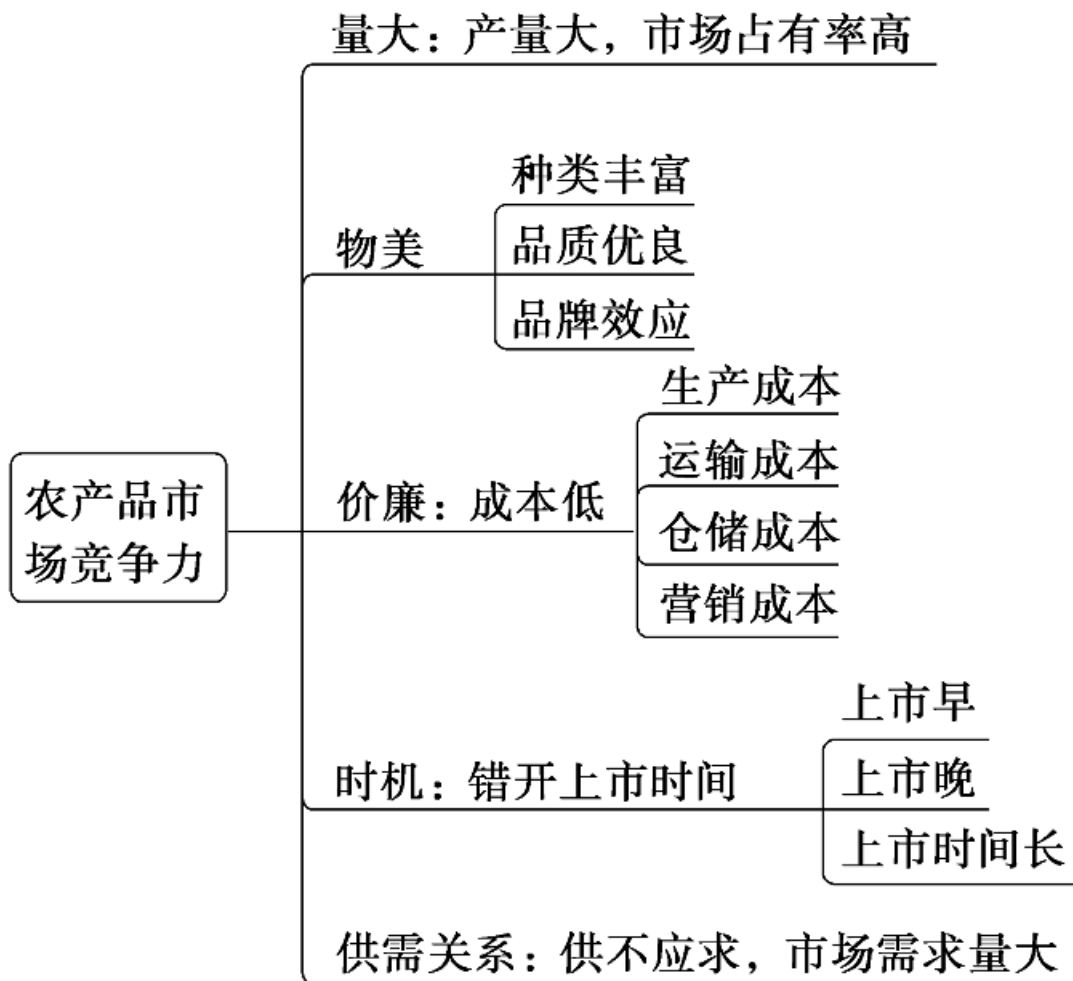 量大：产量大，市场占有率高
物美
种类丰富
品质优良
品牌效应
农产品市
场竞争力
价廉：成本低
生产成本
运输成本
仓储成本
营销成本
时机：错开上市时间
上市早
上市晚
上市时间长
供需关系：供不应求，市场需求量大